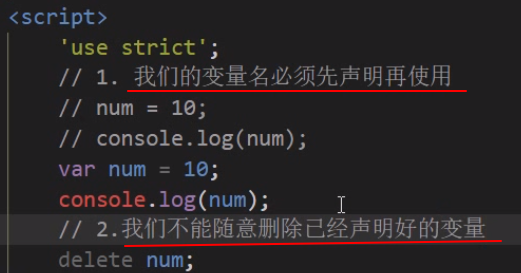 <script>
'use strict';
// 1. 我们的变量名必须先声明再使用
// num = 10;
// console.log(num);
var num = 10;
console.log(num);
// 2.我们不能随意删除已经声明好的变量
delete num;